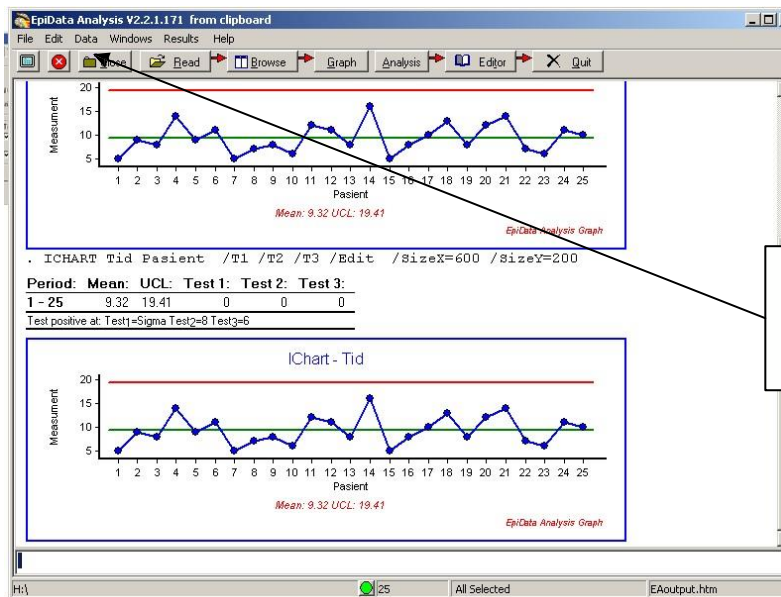 EpiData Analysis V2.2.1.171 from clipboard
File Edit Data Windows Results Help
Close Read Browse Graph Analysis Editor Quit
20
15
10
5
Measument
1 2 3 4 5 6 7 8 9 10 11 12 13 14 15 16 17 18 19 20 21 22 23 24 25
Pasient
Mean: 9.32 UCL: 19.41
EpiData Analysis Graph
. ICHART Tid Pasient /T1 /T2 /T3 /Edit /SizeX=600 /SizeY=200
Period: Mean: UCL: Test 1: Test 2: Test 3:
1 - 25 9.32 19.41 0 0 0
Test positive at: Test1=Sigma Test2=8 Test3=6
IChart - Tid
20
15
10
5
Measument
1 2 3 4 5 6 7 8 9 10 11 12 13 14 15 16 17 18 19 20 21 22 23 24 25
Pasient
Mean: 9.32 UCL: 19.41
EpiData Analysis Graph
H:\ 25 All Selected EAoutput.htm